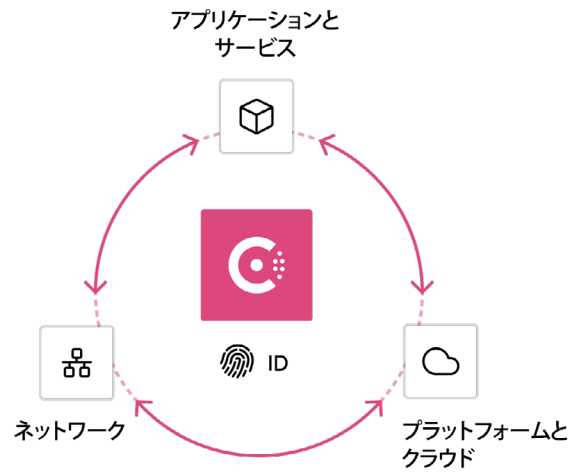 アプリケーションと
サービス
ID
ネットワーク
プラットフォームと
クラウド